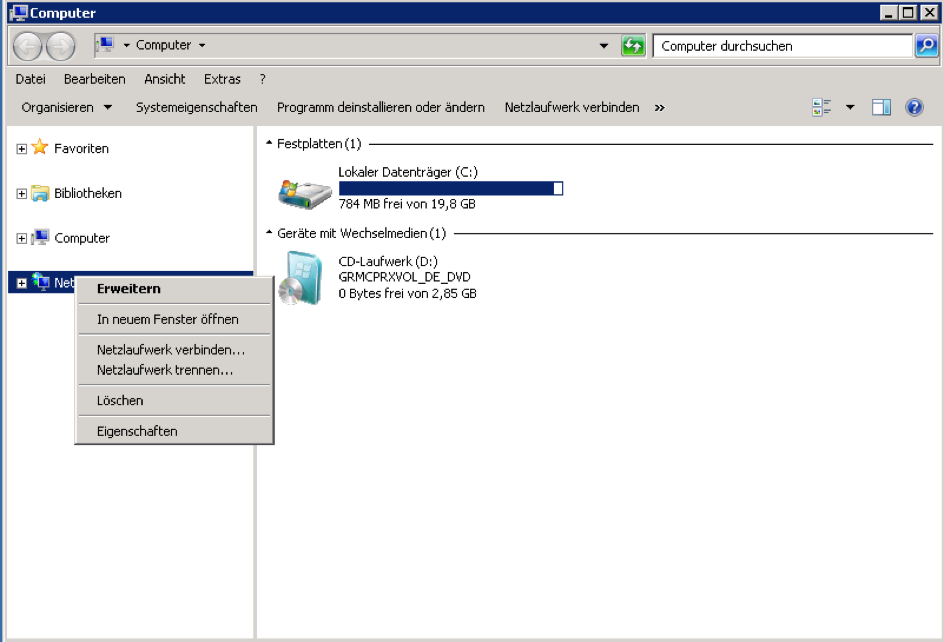 Computer
Computer
Computer durchsuchen
Datei Bearbeiten Ansicht Extras ?
Organisieren Systemeigenschaften Programm deinstallieren oder ändern Netzlaufwerk verbinden »
Favoriten
Bibliotheken
Computer
Net
Erweitern
In neuem Fenster öffnen
Netzlaufwerk verbinden...
Netzlaufwerk trennen...
Löschen
Eigenschaften
Festplatten (1)
Lokaler Datenträger (C:)
784 MB frei von 19,8 GB
Geräte mit Wechselmedien (1)
CD-Laufwerk (D:)
GRMCPRXVOL_DE_DVD
0 Bytes frei von 2,85 GB